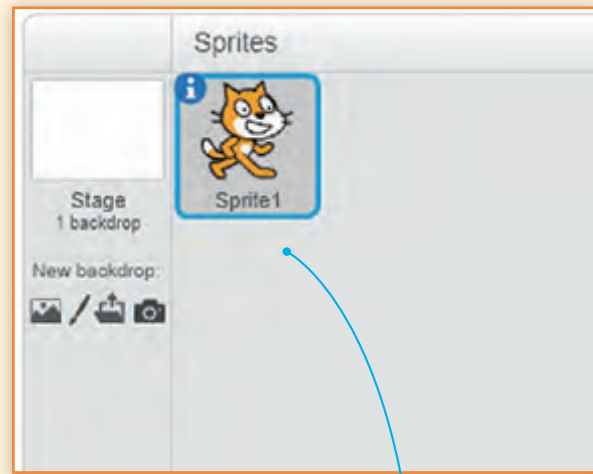 Sprites
Stage
1 backdrop
Sprite1
New backdrop: